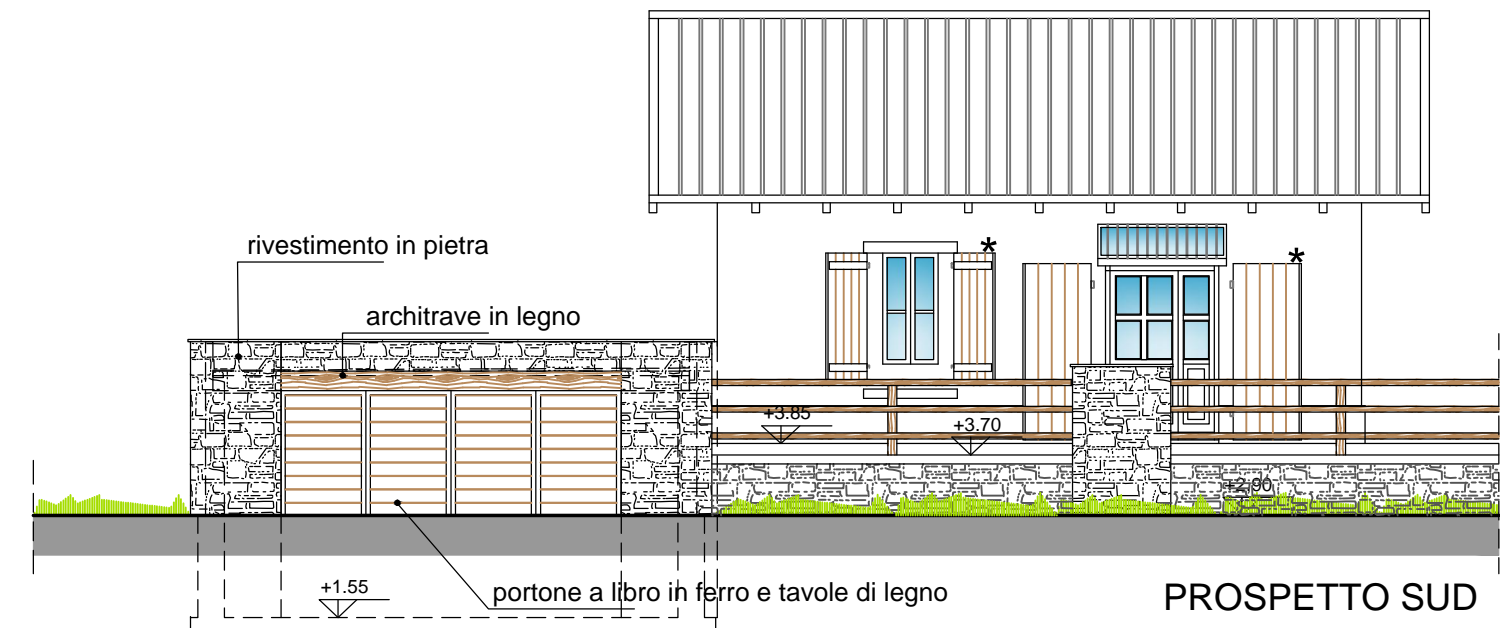 rivestimento in pietra
architrave in legno
+3.85
+3.70
+2.90
+1.55
portone a libro in ferro e tavole di legno
PROSPETTO SUD
*
*